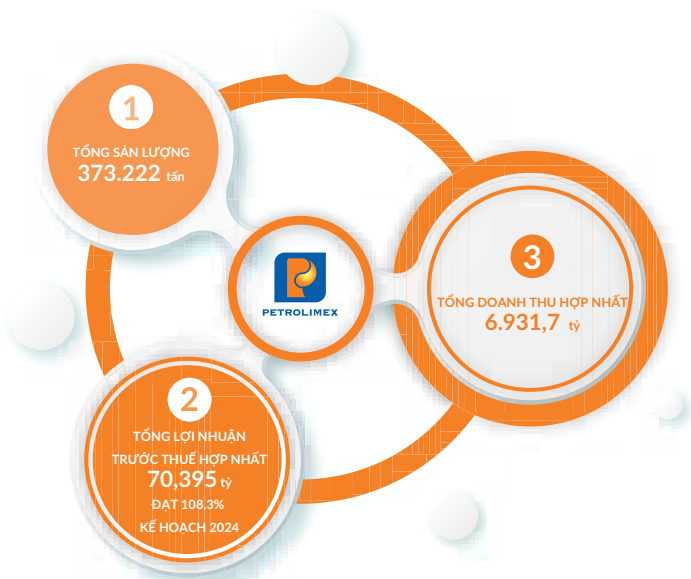 1
TỔNG SẢN LƯỢNG
373.222 tấn
PETROLIMEX
2
TỔNG LỢI NHUẬN
TRƯỚC THUẾ HỢP NHẤT
70,395 tỷ
ĐẠT 108,3%
KẾ HOẠCH 2024
3
TỔNG DOANH THU HỢP NHẤT
6.931,7 tỷ